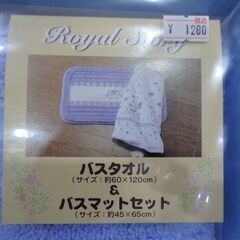 税込
¥ 1280
Royal Story
バスタオル
(サイズ：約60×120cm)
&
バスマットセット
(サイズ：約45×65cm)